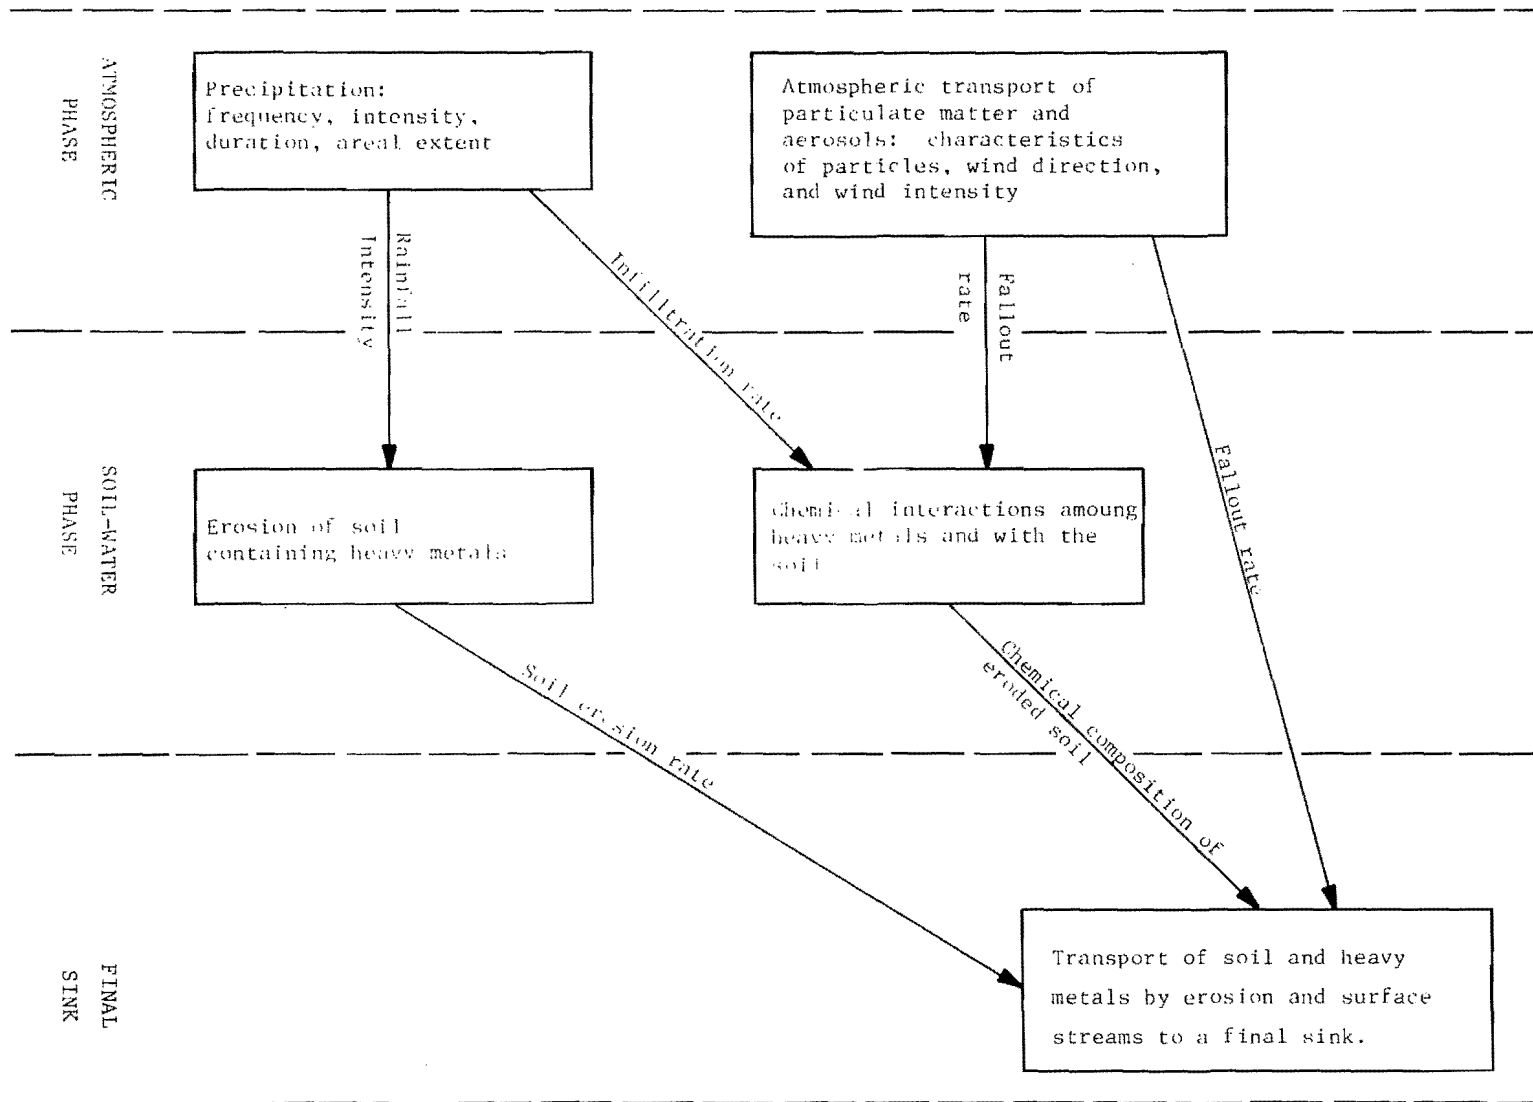 ATMOSPHERIC
PHASE
Precipitation:
frequency, intensity,
duration, areal extent
Atmospheric transport of
particulate matter and
aerosols: characteristics
of particles, wind direction,
and wind intensity
Rainfall
Intensity
Infilltration rate
Fallout
rate
Fallout rate
SOIL-WATER
PHASE
Erosion of soil
containing heavy metals
Chemical interactions amoung
heavy metals and with the
soil
Soil erosion rate
Chemical composition of
eroded soil
FINAL
SINK
Transport of soil and heavy
metals by erosion and surface
streams to a final sink.